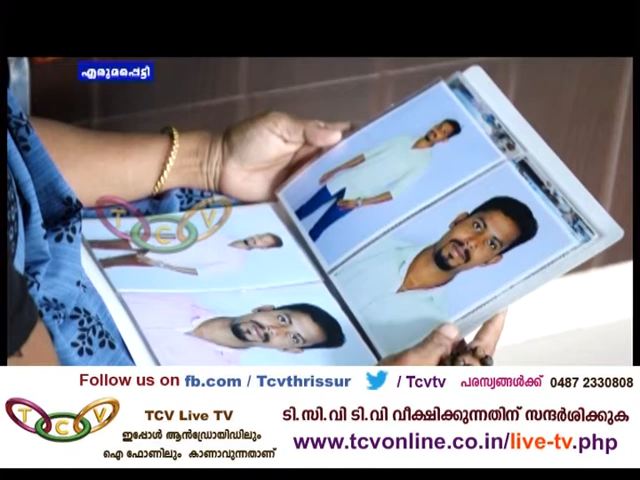 എരുമപ്പെട്ടി
T C V
Follow us on fb.com / Tcvthrissur / Tcvtv പരസ്യങ്ങൾക്ക് 0487 2330808
T C V
TCV Live TV
ഇപ്പോൾ ആൻഡ്രോയിഡിലും
ഐ ഫോണിലും കാണാവുന്നതാണ്
ടി.സി.വി ടി.വി വീക്ഷിക്കുന്നതിന് സന്ദർശിക്കുക
www.tcvonline.co.in/live-tv.php